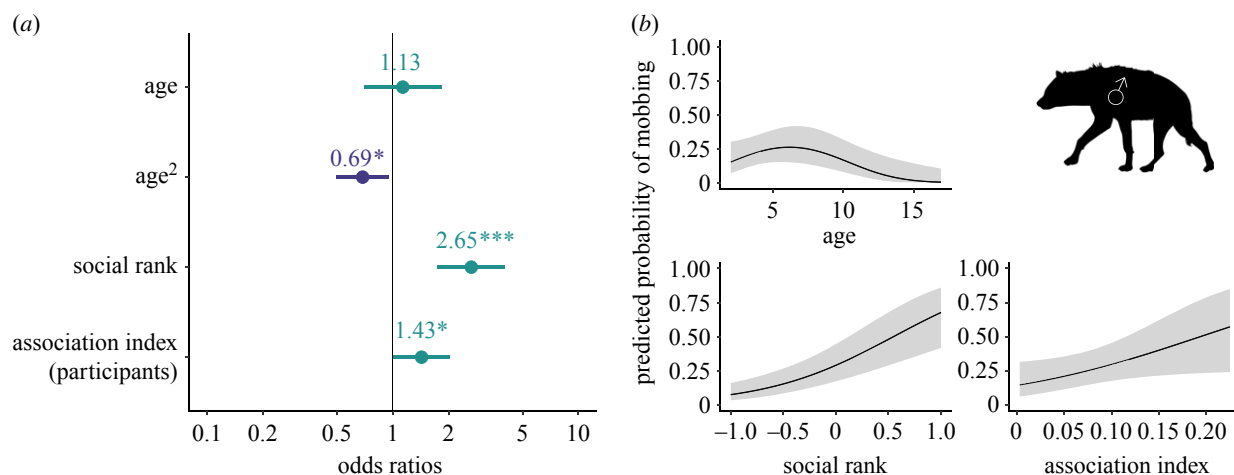 (a)
age
1.13
age²
0.69*
social rank
2.65***
association index
(participants)
1.43*
0.1 0.2 0.5 1 2 5 10
odds ratios
(b)
predicted probability of mobbing
1.00
0.75
0.50
0.25
0
5 10 15
age
♂
1.00
0.75
0.50
0.25
0
–1.0 –0.5 0 0.5 1.0
social rank
1.00
0.75
0.50
0.25
0
0 0.05 0.10 0.15 0.20
association index